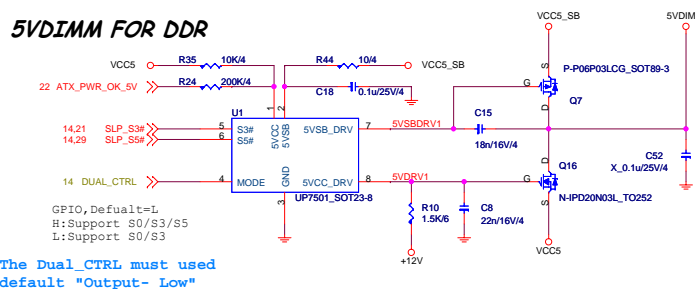 5VDIMM FOR DDR
VCC5_SB
5VDIM
VCC5
R35
10K/4
R44
10/4
VCC5_SB
P-P06P03LCG_SOT89-3
22 ATX_PWR_OK_5V
R24
200K/4
C18
0.1u/25V/4
S
G
D
Q7
U1
1
2
5VCC
5VSB
14,21 SLP_S3#
5
S3#
5VSB_DRV
7
5VSBDRV1
C15
14,29 SLP_S5#
6
S5#
18n/16V/4
C52
X_0.1u/25V/4
14 DUAL_CTRL
4
MODE
GND
5VCC_DRV
8
5VDRV1
D
G
S
Q16
3
UP7501_SOT23-8
N-IPD20N03L_TO252
R10
1.5K/6
C8
22n/16V/4
GPIO,Defualt=L
H:Support S0/S3/S5
L:Support S0/S3
+12V
VCC5
The Dual_CTRL must used
default "Output- Low"